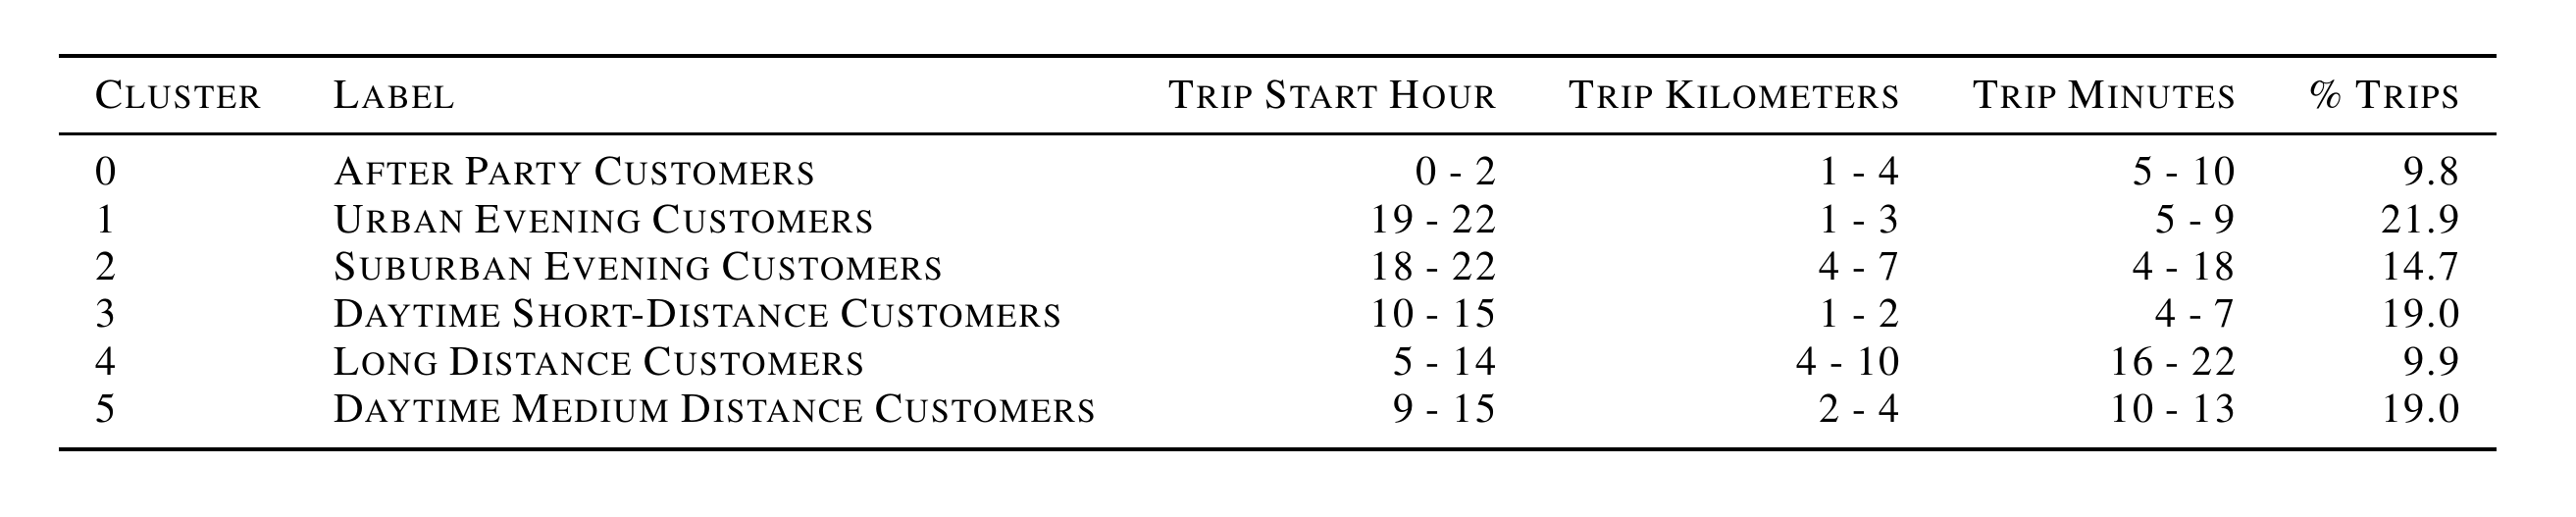 CLUSTER LABEL TRIP START HOUR TRIP KILOMETERS TRIP MINUTES % TRIPS
0 AFTER PARTY CUSTOMERS 0 - 2 1 - 4 5 - 10 9.8
1 URBAN EVENING CUSTOMERS 19 - 22 1 - 3 5 - 9 21.9
2 SUBURBAN EVENING CUSTOMERS 18 - 22 4 - 7 4 - 18 14.7
3 DAYTIME SHORT-DISTANCE CUSTOMERS 10 - 15 1 - 2 4 - 7 19.0
4 LONG DISTANCE CUSTOMERS 5 - 14 4 - 10 16 - 22 9.9
5 DAYTIME MEDIUM DISTANCE CUSTOMERS 9 - 15 2 - 4 10 - 13 19.0